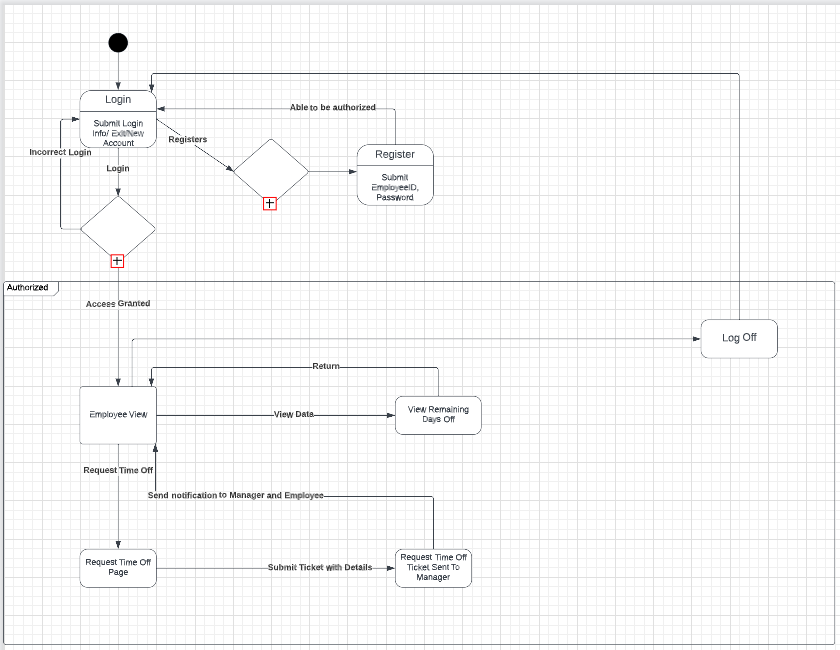 Login
Submit Login
Info/ Exit/New
Account
Able to be authorized
Registers
Register
Submit
EmployeeID,
Password
Incorrect Login
Login
Authorized
Access Granted
Log Off
Return
Employee View
View Data
View Remaining
Days Off
Request Time Off
Send notification to Manager and Employee
Request Time Off
Page
Submit Ticket with Details
Request Time Off
Ticket Sent To
Manager